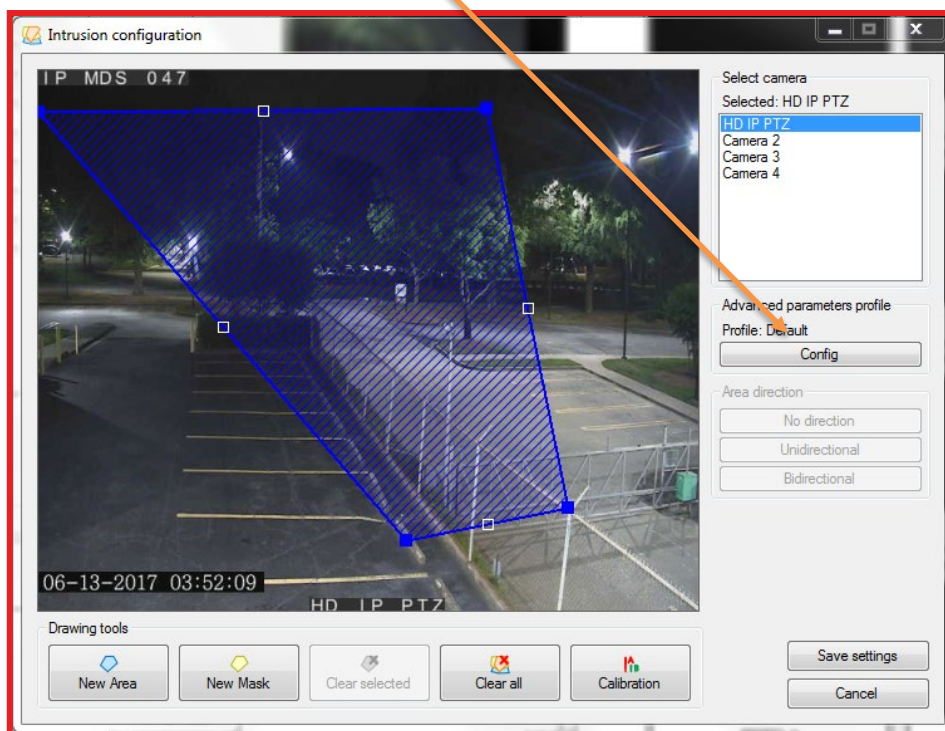 Intrusion configuration
IP MDS 047
06-13-2017 03:52:09
HD IP PTZ
Select camera
Selected: HD IP PTZ
HD IP PTZ
Camera 2
Camera 3
Camera 4
Advanced parameters profile
Profile: Default
Config
Area direction
No direction
Unidirectional
Bidirectional
Drawing tools
New Area
New Mask
Clear selected
Clear all
Calibration
Save settings
Cancel